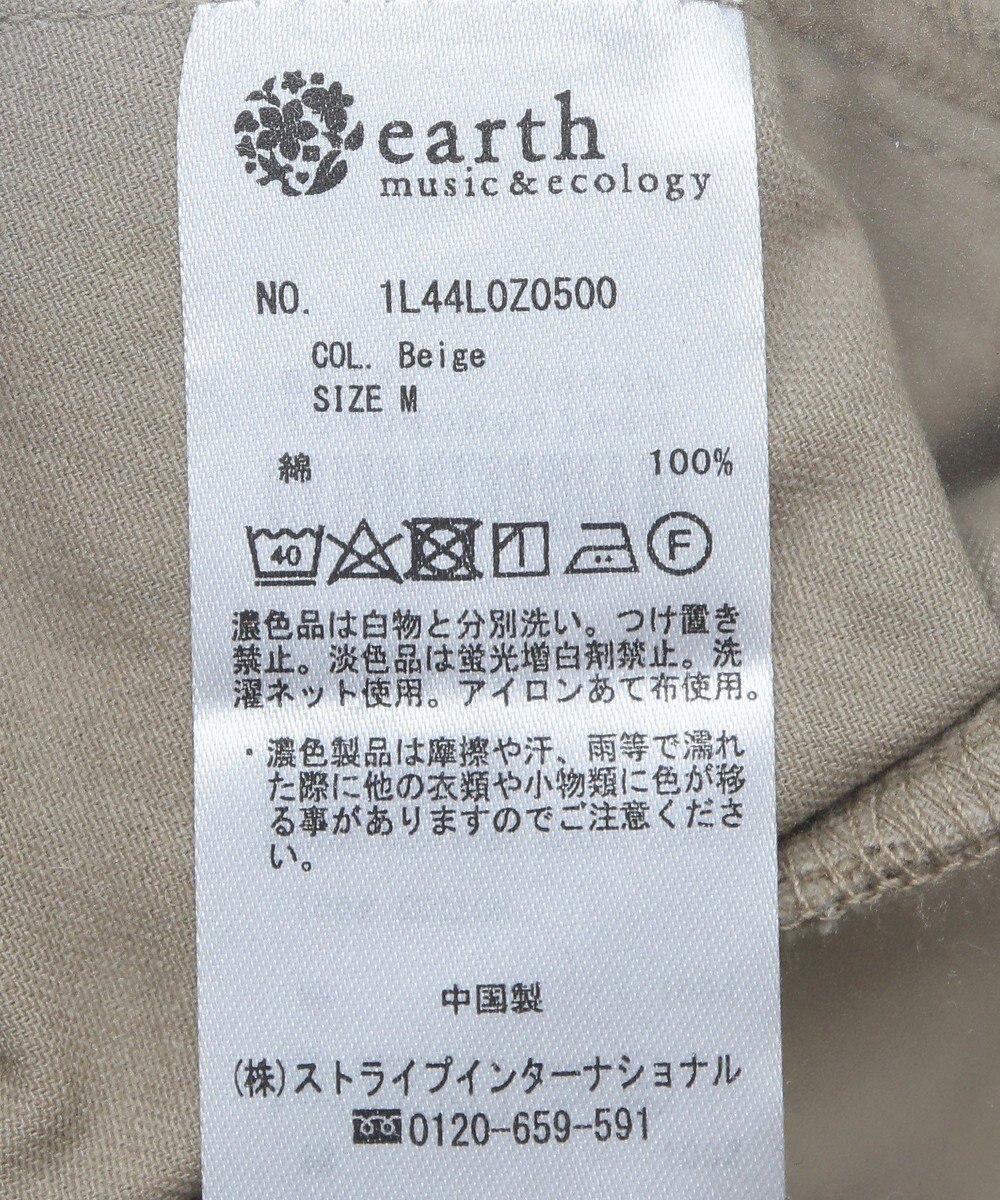 earth
music&ecology
NO. 1L44L0Z0500
COL. Beige
SIZE M
綿 100%
40 F
濃色品は白物と分別洗い。つけ置き
禁止。淡色品は蛍光増白剤禁止。洗
濯ネット使用。アイロンあて布使用。
・濃色製品は摩擦や汗、雨等で濡れ
た際に他の衣類や小物類に色が移
る事がありますのでご注意くださ
い。
中国製
(株)ストライプインターナショナル
0120-659-591